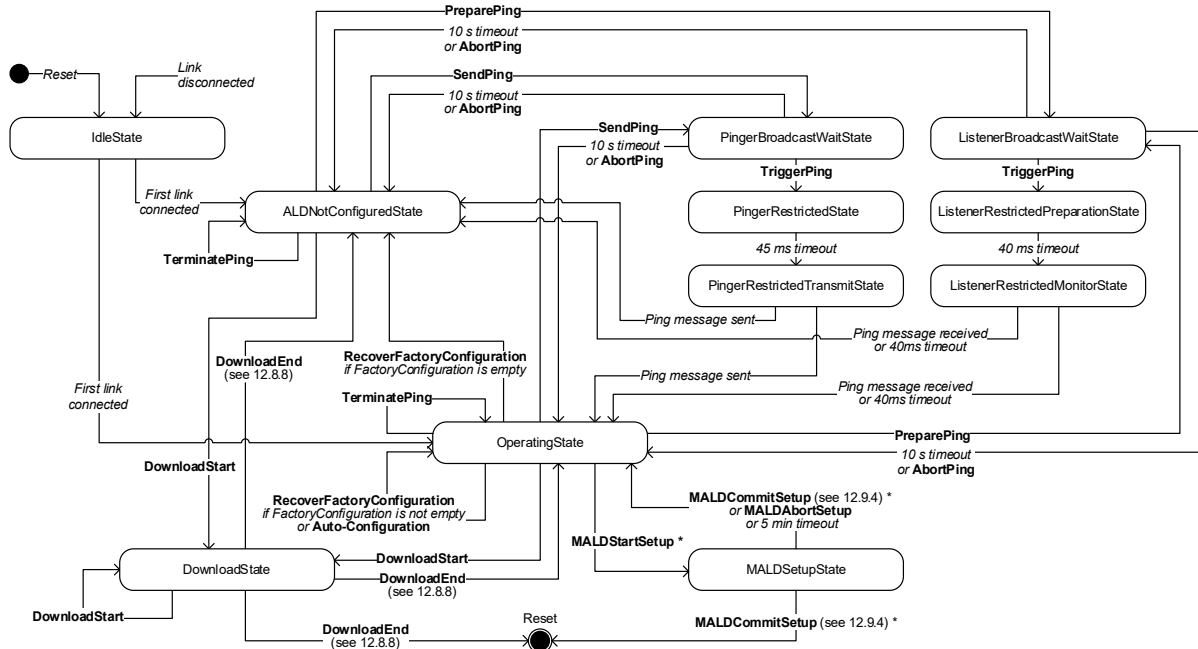 PreparePing
10 s timeout
or AbortPing
Link
disconnected
Reset
SendPing
10 s timeout
or AbortPing
IdleState
SendPing
10 s timeout
or AbortPing
PingerBroadcastWaitState
ListenerBroadcastWaitState
TriggerPing
TriggerPing
First link
connected
ALDNotConfiguredState
PingerRestrictedState
ListenerRestrictedPreparationState
TerminatePing
45 ms timeout
40 ms timeout
PingerRestrictedTransmitState
ListenerRestrictedMonitorState
Ping message sent
Ping message received
or 40ms timeout
DownloadEnd
(see 12.8.8)
RecoverFactoryConfiguration
if FactoryConfiguration is empty
Ping message sent
First link
connected
Ping message received
or 40ms timeout
TerminatePing
OperatingState
PreparePing
10 s timeout
or AbortPing
DownloadStart
RecoverFactoryConfiguration
if FactoryConfiguration is not empty
or Auto-Configuration
MALDCommitSetup (see 12.9.4) *
or MALDAbortSetup
or 5 min timeout
MALDStartSetup *
DownloadStart
DownloadState
DownloadEnd
(see 12.8.8)
MALDSetupState
DownloadStart
DownloadEnd
(see 12.8.8)
Reset
MALDCommitSetup (see 12.9.4) *